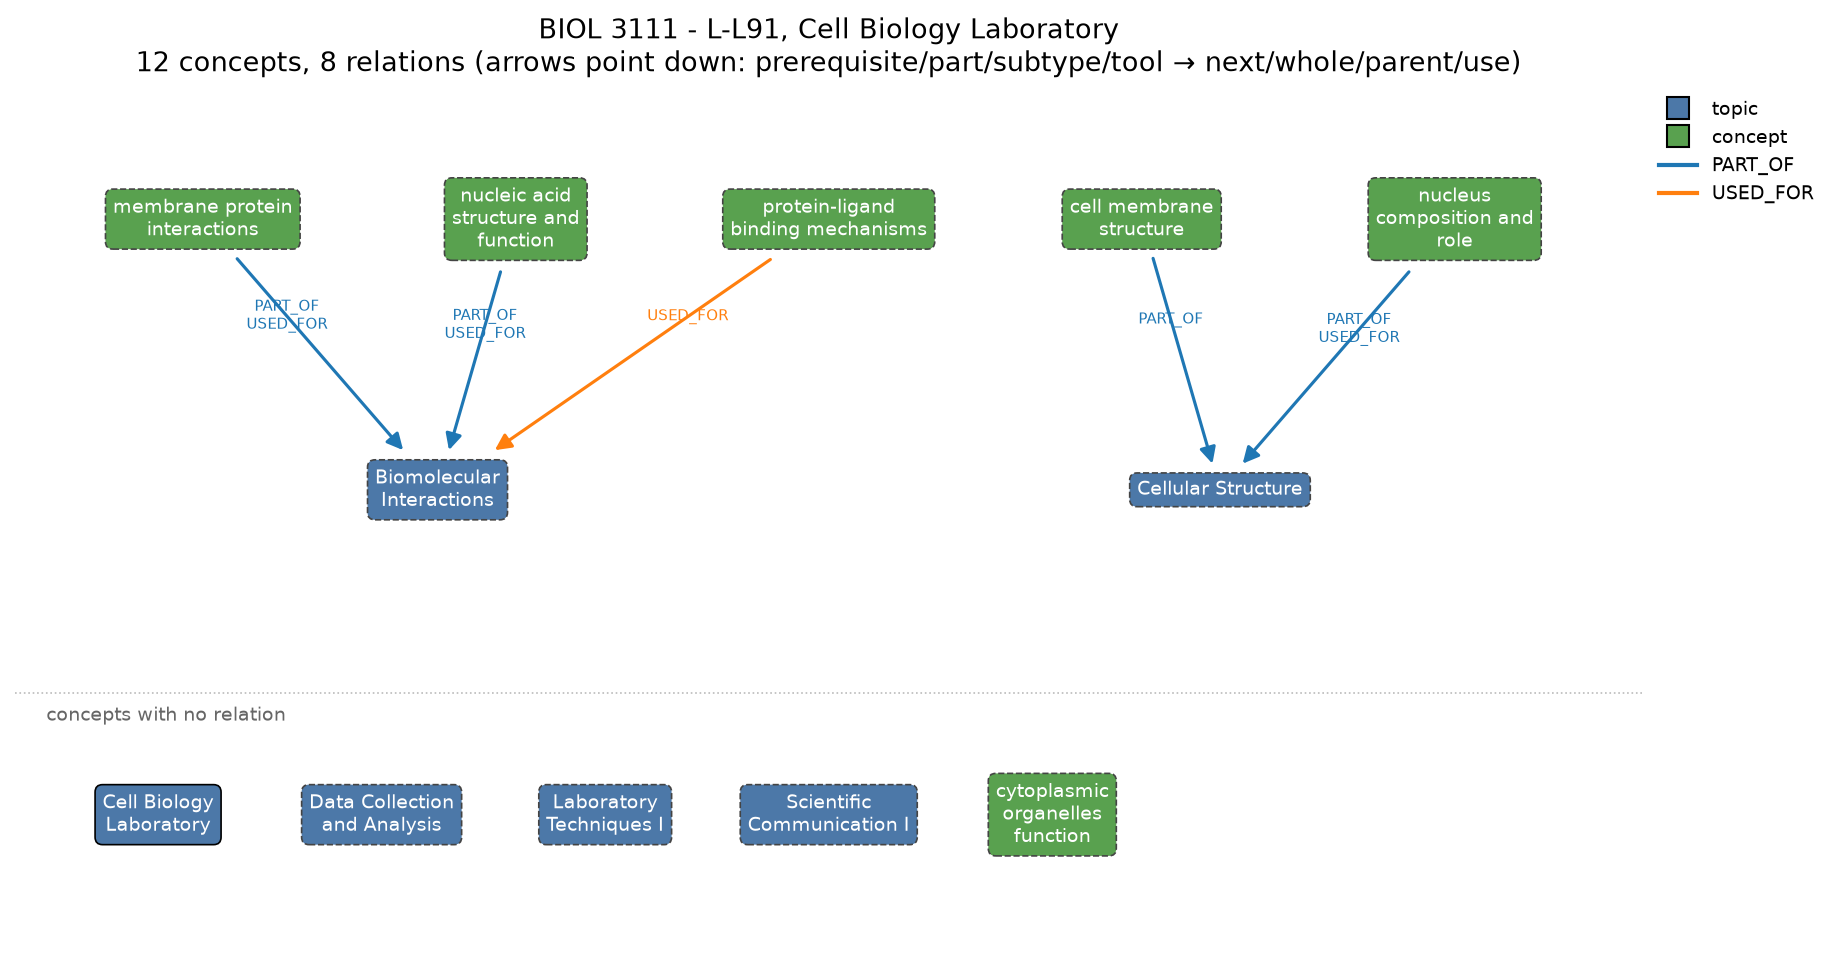 BIOL 3111 - L-L91, Cell Biology Laboratory
12 concepts, 8 relations (arrows point down: prerequisite/part/subtype/tool → next/whole/parent/use)
topic
concept
PART_OF
USED_FOR
membrane protein
interactions
nucleic acid
structure and
function
protein-ligand
binding mechanisms
cell membrane
structure
nucleus
composition and
role
PART_OF
USED_FOR
PART_OF
USED_FOR
USED_FOR
PART_OF
PART_OF
USED_FOR
Biomolecular
Interactions
Cellular Structure
concepts with no relation
Cell Biology
Laboratory
Data Collection
and Analysis
Laboratory
Techniques I
Scientific
Communication I
cytoplasmic
organelles
function